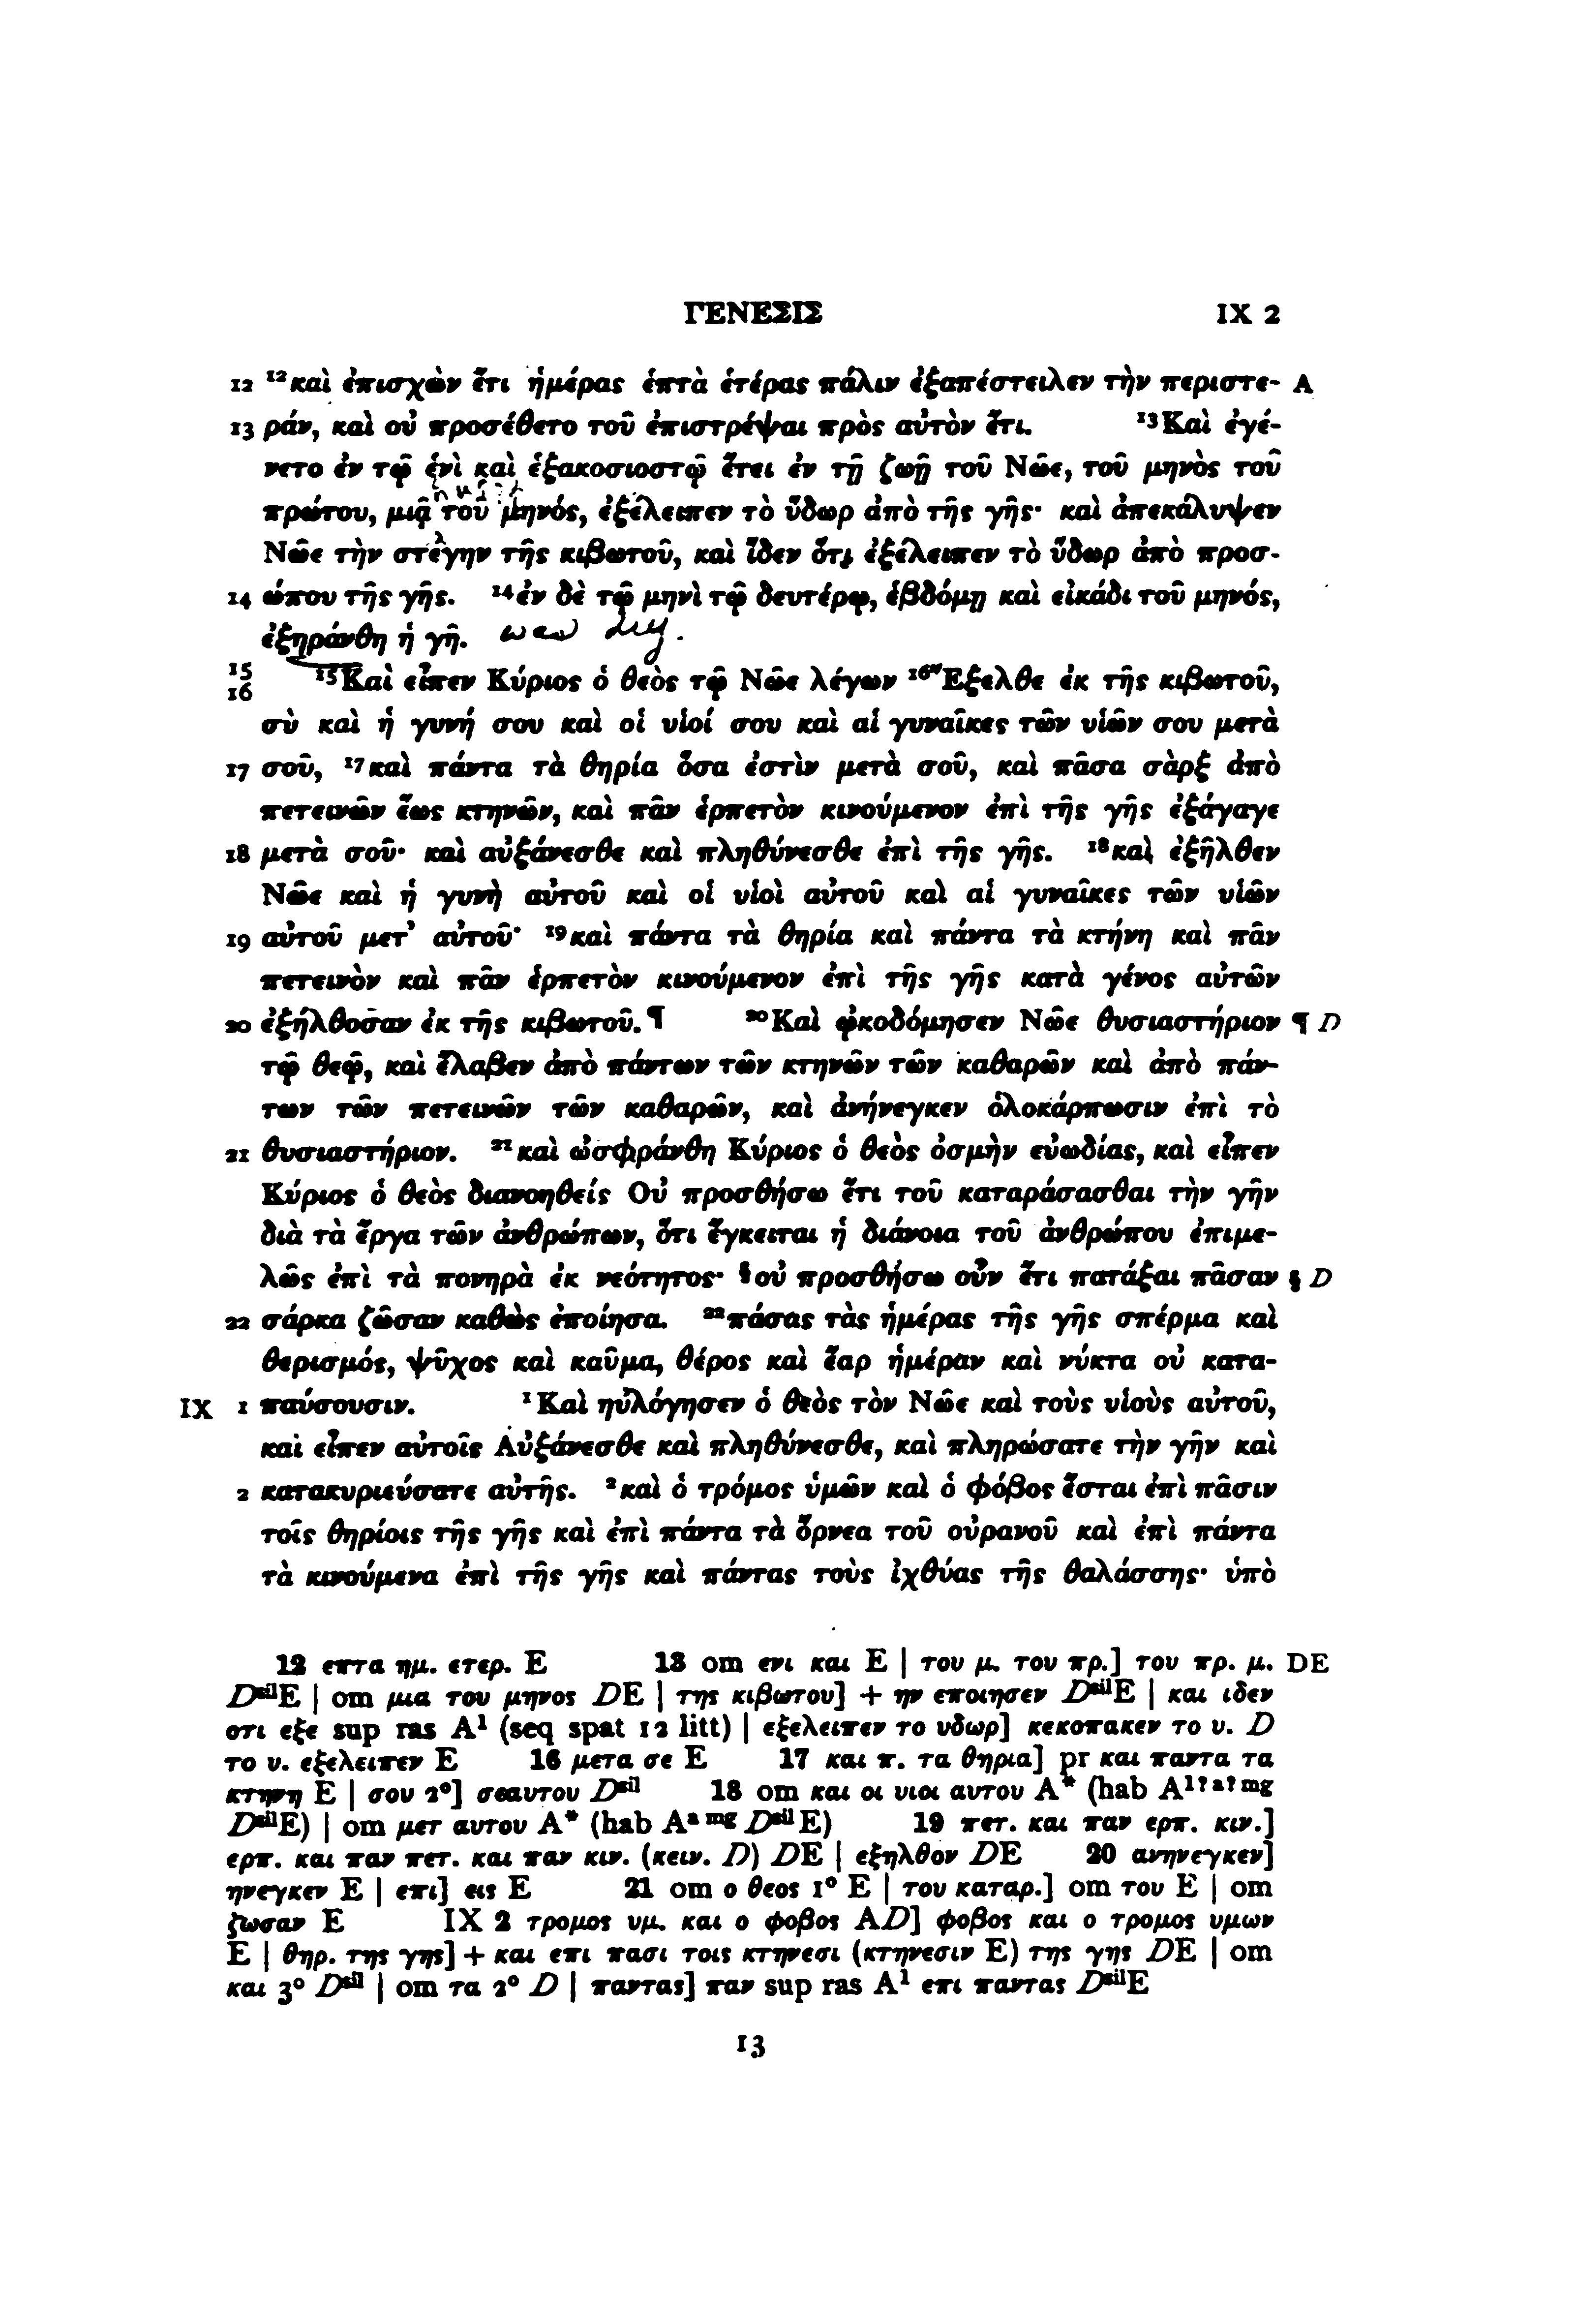 ΓΕΝΕΣΙΣ IX 2
12 ¹²καὶ ἐπισχὼν ἔτι ἡμέρας ἑπτὰ ἑτέρας πάλιν ἐξαπέστειλεν τὴν περιστε- A
13 ράν, καὶ οὐ προσέθετο τοῦ ἐπιστρέψαι πρὸς αὐτὸν ἔτι. ¹³Καὶ ἐγέ-
νετο ἐν τῷ ἑνὶ καὶ ἑξακοσιοστῷ ἔτει ἐν τῇ ζωῇ τοῦ Νῶε, τοῦ μηνὸς τοῦ
πρώτου, μιᾷ τοῦ μηνός, ἐξέλειπεν τὸ ὕδωρ ἀπὸ τῆς γῆς· καὶ ἀπεκάλυψεν
Νῶε τὴν στέγην τῆς κιβωτοῦ, καὶ ἴδεν ὅτι ἐξέλειπεν τὸ ὕδωρ ἀπὸ προσ-
14 ώπου τῆς γῆς. ¹⁴ἐν δὲ τῷ μηνὶ τῷ δευτέρῳ, ἑβδόμῃ καὶ εἰκάδι τοῦ μηνός,
ἐξηράνθη ἡ γῆ.
15 ¹⁵Καὶ εἶπεν Κύριος ὁ θεὸς τῷ Νῶε λέγων ¹⁶Ἔξελθε ἐκ τῆς κιβωτοῦ,
16
σὺ καὶ ἡ γυνή σου καὶ οἱ υἱοί σου καὶ αἱ γυναῖκες τῶν υἱῶν σου μετὰ
17 σοῦ, ¹⁷καὶ πάντα τὰ θηρία ὅσα ἐστὶν μετὰ σοῦ, καὶ πᾶσα σὰρξ ἀπὸ
πετεινῶν ἕως κτηνῶν, καὶ πᾶν ἑρπετὸν κινούμενον ἐπὶ τῆς γῆς ἐξάγαγε
18 μετὰ σοῦ· καὶ αὐξάνεσθε καὶ πληθύνεσθε ἐπὶ τῆς γῆς. ¹⁸καὶ ἐξῆλθεν
Νῶε καὶ ἡ γυνὴ αὐτοῦ καὶ οἱ υἱοὶ αὐτοῦ καὶ αἱ γυναῖκες τῶν υἱῶν
19 αὐτοῦ μετ᾽ αὐτοῦ· ¹⁹καὶ πάντα τὰ θηρία καὶ πάντα τὰ κτήνη καὶ πᾶν
πετεινὸν καὶ πᾶν ἑρπετὸν κινούμενον ἐπὶ τῆς γῆς κατὰ γένος αὐτῶν
20 ἐξήλθοσαν ἐκ τῆς κιβωτοῦ.¶ ²⁰Καὶ ᾠκοδόμησεν Νῶε θυσιαστήριον ¶ D
τῷ θεῷ, καὶ ἔλαβεν ἀπὸ πάντων τῶν κτηνῶν τῶν καθαρῶν καὶ ἀπὸ πάν-
των τῶν πετεινῶν τῶν καθαρῶν, καὶ ἀνήνεγκεν ὁλοκάρπωσιν ἐπὶ τὸ
21 θυσιαστήριον. ²¹καὶ ὠσφράνθη Κύριος ὁ θεὸς ὀσμὴν εὐωδίας, καὶ εἶπεν
Κύριος ὁ θεὸς διανοηθείς Οὐ προσθήσω ἔτι τοῦ καταράσασθαι τὴν γῆν
διὰ τὰ ἔργα τῶν ἀνθρώπων, ὅτι ἔγκειται ἡ διάνοια τοῦ ἀνθρώπου ἐπιμε-
λῶς ἐπὶ τὰ πονηρὰ ἐκ νεότητος· §οὐ προσθήσω οὖν ἔτι πατάξαι πᾶσαν § D
22 σάρκα ζῶσαν καθὼς ἐποίησα. ²²πάσας τὰς ἡμέρας τῆς γῆς σπέρμα καὶ
θερισμός, ψῦχος καὶ καῦμα, θέρος καὶ ἔαρ ἡμέραν καὶ νύκτα οὐ κατα-
IX 1 παύσουσιν. ¹Καὶ ηὐλόγησεν ὁ θεὸς τὸν Νῶε καὶ τοὺς υἱοὺς αὐτοῦ,
καὶ εἶπεν αὐτοῖς Αὐξάνεσθε καὶ πληθύνεσθε, καὶ πληρώσατε τὴν γῆν καὶ
2 κατακυριεύσατε αὐτῆς. ²καὶ ὁ τρόμος ὑμῶν καὶ ὁ φόβος ἔσται ἐπὶ πᾶσιν
τοῖς θηρίοις τῆς γῆς καὶ ἐπὶ πάντα τὰ ὄρνεα τοῦ οὐρανοῦ καὶ ἐπὶ πάντα
τὰ κινούμενα ἐπὶ τῆς γῆς καὶ πάντας τοὺς ἰχθύας τῆς θαλάσσης· ὑπὸ
12 επτα ημ. ετερ. E 13 om ενι και E | του μ. του πρ.] του πρ. μ. DE
DˢⁱˡE | om μια του μηνος DE | της κιβωτου] + ην εποιησεν DˢⁱˡE | και ιδεν
οτι εξε sup ras A¹ (seq spat 12 litt) | εξελειπεν το υδωρ] κεκοπακεν το υ. D
το υ. εξελειπεν E 16 μετα σε E 17 και π. τα θηρια] pr και παντα τα
κτηνη E | σου 2°] σεαυτου Dˢⁱˡ 18 om και οι υιοι αυτου A* (hab A¹ˀ ᵃˀ ᵐᵍ
DˢⁱˡE) | om μετ αυτου A* (hab Aᵃ ᵐᵍ DˢⁱˡE) 19 πετ. και παν ερπ. κιν.]
ερπ. και παν πετ. και παν κιν. (κειν. D) DE | εξηλθον DE 20 ανηνεγκεν]
ηνεγκεν E | επι] εις E 21 om ο θεος 1° E | του καταρ.] om του E | om
ζωσαν E IX 2 τρομος υμ. και ο φοβος AD] φοβος και ο τρομος υμων
E | θηρ. της γης] + και επι πασι τοις κτηνεσι (κτηνεσιν E) της γης DE | om
και 3° Dˢⁱˡ | om τα 2° D | παντας] παν sup ras A¹ επι παντας DˢⁱˡE
13